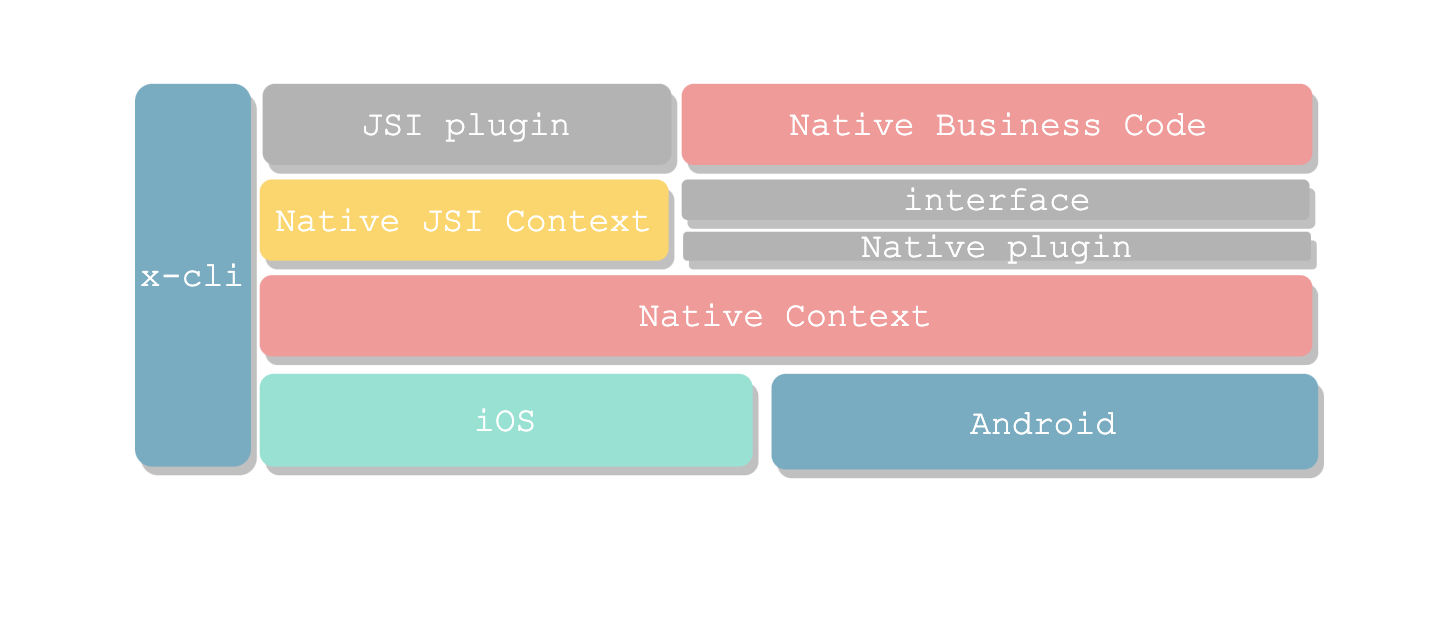 JSI plugin
Native Business Code
interface
Native JSI Context
Native plugin
x-cli
Native Context
iOS
Android